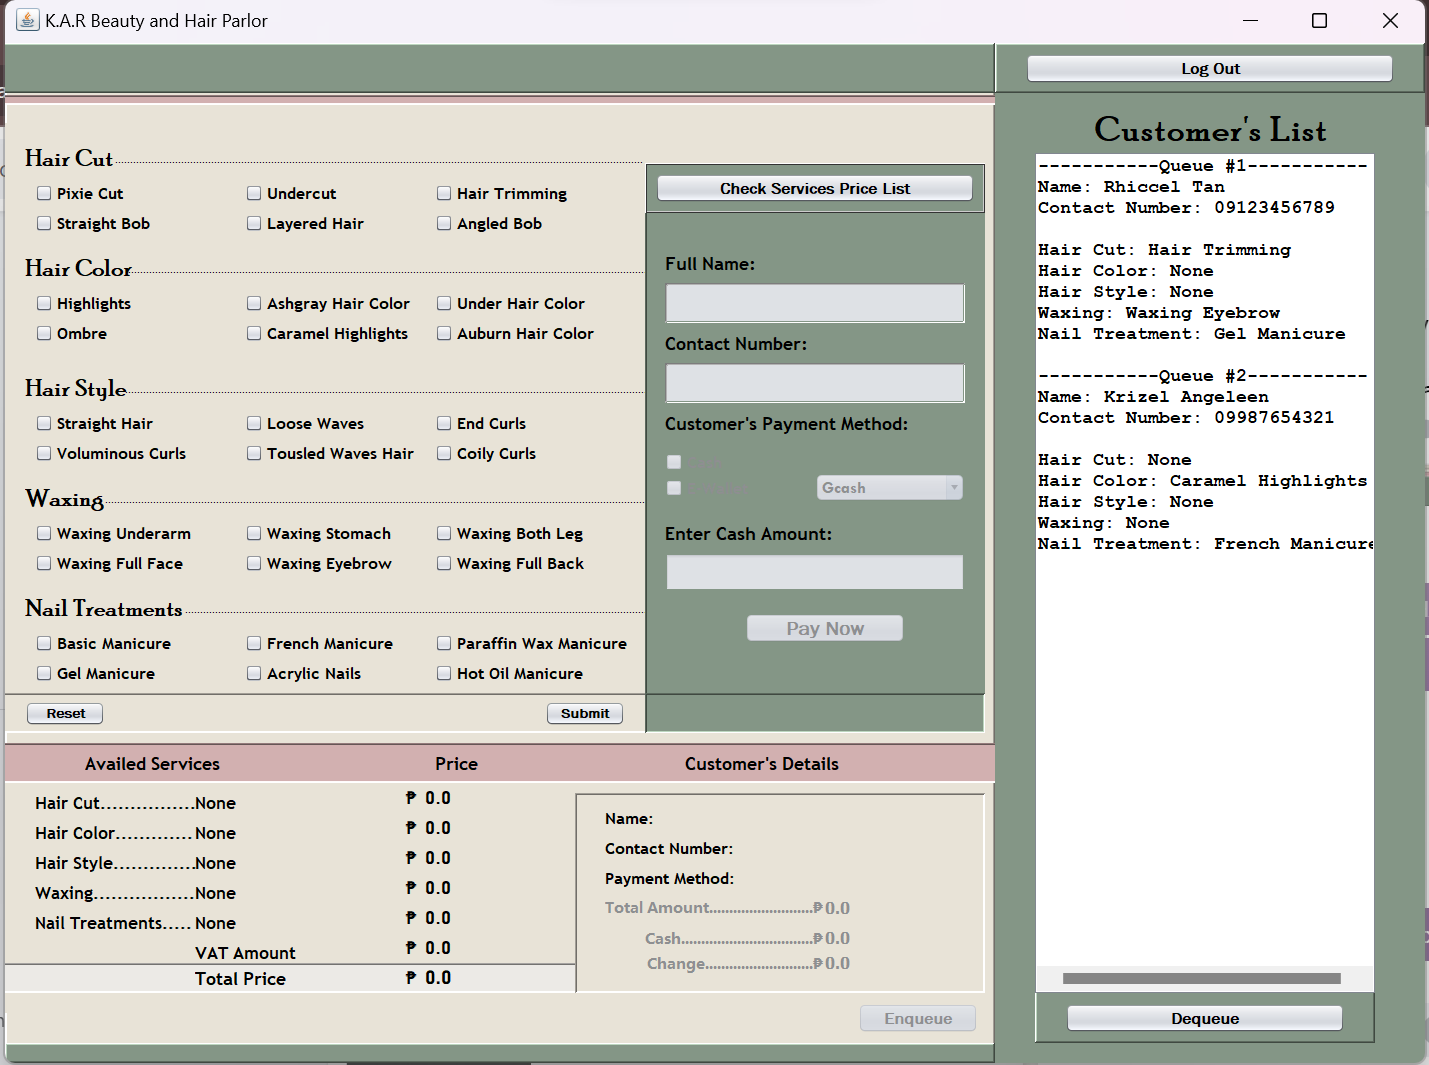 K.A.R Beauty and Hair Parlor
Log Out
Customer's List
Hair Cut
Pixie Cut Undercut Hair Trimming
Straight Bob Layered Hair Angled Bob
Hair Color
Highlights Ashgray Hair Color Under Hair Color
Ombre Caramel Highlights Auburn Hair Color
Hair Style
Straight Hair Loose Waves End Curls
Voluminous Curls Tousled Waves Hair Coily Curls
Waxing
Waxing Underarm Waxing Stomach Waxing Both Leg
Waxing Full Face Waxing Eyebrow Waxing Full Back
Nail Treatments
Basic Manicure French Manicure Paraffin Wax Manicure
Gel Manicure Acrylic Nails Hot Oil Manicure
Reset Submit
Check Services Price List
Full Name:
Contact Number:
Customer's Payment Method:
Gcash
Enter Cash Amount:
Pay Now
-----------Queue #1-----------
Name: Rhiccel Tan
Contact Number: 09123456789
Hair Cut: Hair Trimming
Hair Color: None
Hair Style: None
Waxing: Waxing Eyebrow
Nail Treatment: Gel Manicure
-----------Queue #2-----------
Name: Krizel Angeleen
Contact Number: 09987654321
Hair Cut: None
Hair Color: Caramel Highlights
Hair Style: None
Waxing: None
Nail Treatment: French Manicure
Dequeue
Availed Services Price Customer's Details
Hair Cut................None ₱ 0.0
Hair Color.............None ₱ 0.0
Hair Style..............None ₱ 0.0
Waxing..................None ₱ 0.0
Nail Treatments.....None ₱ 0.0
VAT Amount ₱ 0.0
Total Price ₱ 0.0
Name:
Contact Number:
Payment Method:
Total Amount..........................₱0.0
Cash.................................₱0.0
Change...........................₱0.0
Enqueue